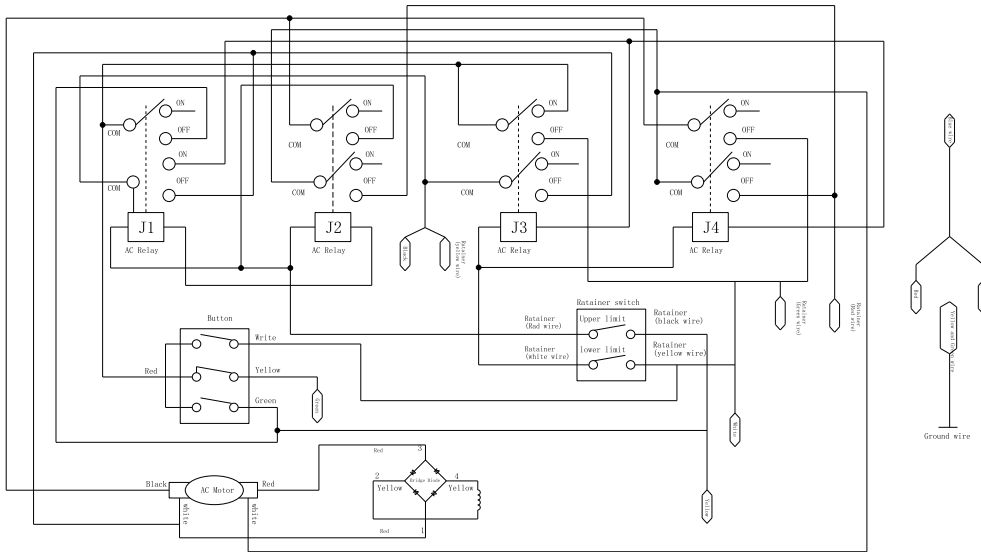 ON
OFF
COM
ON
OFF
COM
J1
AC Relay
ON
OFF
COM
ON
OFF
COM
J2
AC Relay
ON
OFF
COM
ON
OFF
COM
J3
AC Relay
ON
OFF
COM
ON
OFF
COM
J4
AC Relay
Black
Ratainer
(yellow wire)
Ratainer
(Green wire)
Ratainer
(Red wire)
Ratainer switch
Upper limit
lower limit
Ratainer
(Rad wire)
Ratainer
(white wire)
Ratainer
(black wire)
Ratainer
(yellow wire)
Button
Write
Red
Yellow
Green
Green
White
Yellow
Black
AC Motor
Red
white
white
Red
3
2
4
Yellow
Bridge Diode
Yellow
1
Red
Red
Ground wire